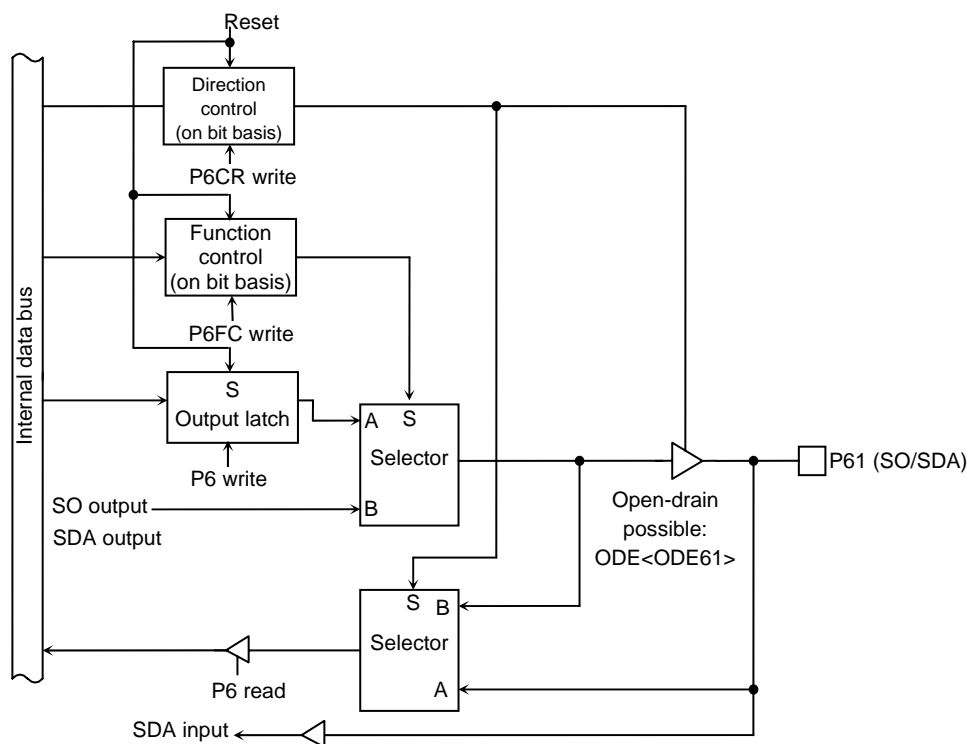 Reset
Direction
control
(on bit basis)
P6CR write
Function
control
(on bit basis)
P6FC write
Internal data bus
S
Output latch
P6 write
A
S
Selector
B
SO output
SDA output
P61 (SO/SDA)
Open-drain
possible:
ODE<ODE61>
S
B
Selector
A
P6 read
SDA input